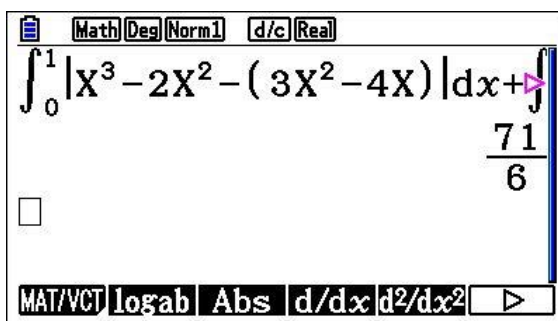 Math Deg Norm1 d/c Real
∫₀¹|X³-2X²-(3X²-4X)|dx+∫
71/6
MAT/VCT logab Abs d/dx d²/dx² ▷